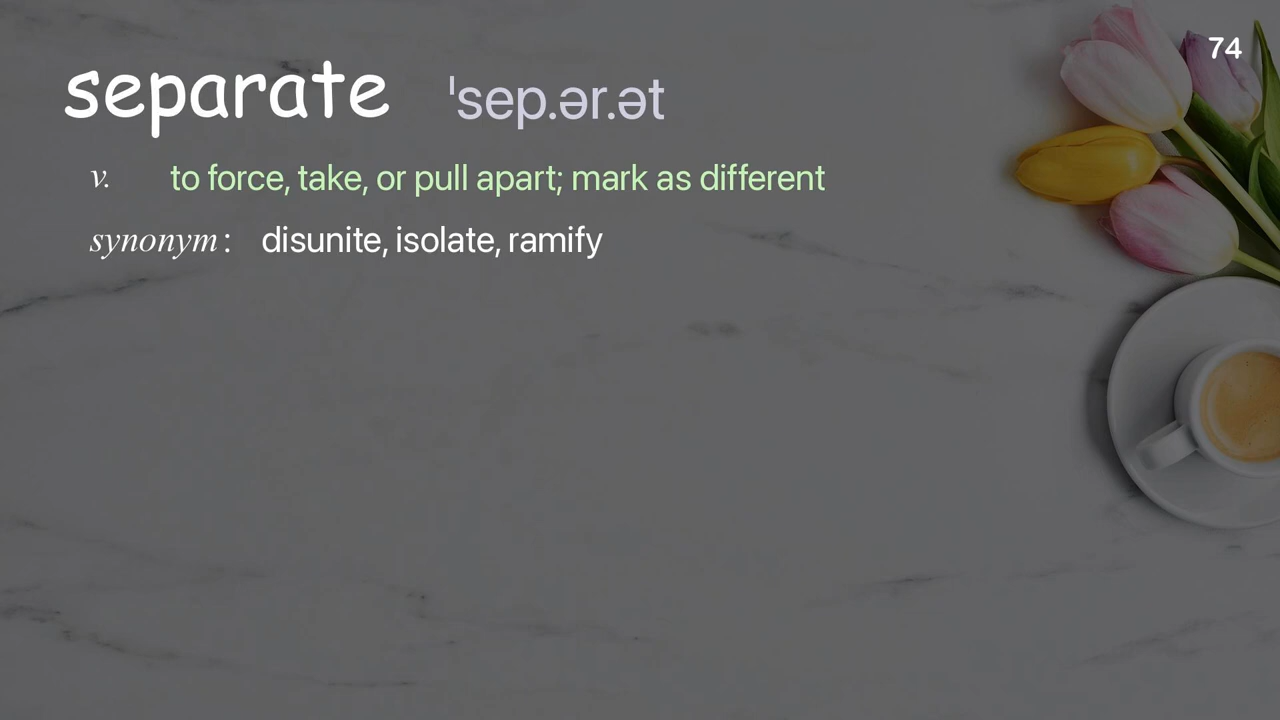 74
separate ˈsep.ər.ət
v. to force, take, or pull apart; mark as different
synonym: disunite, isolate, ramify